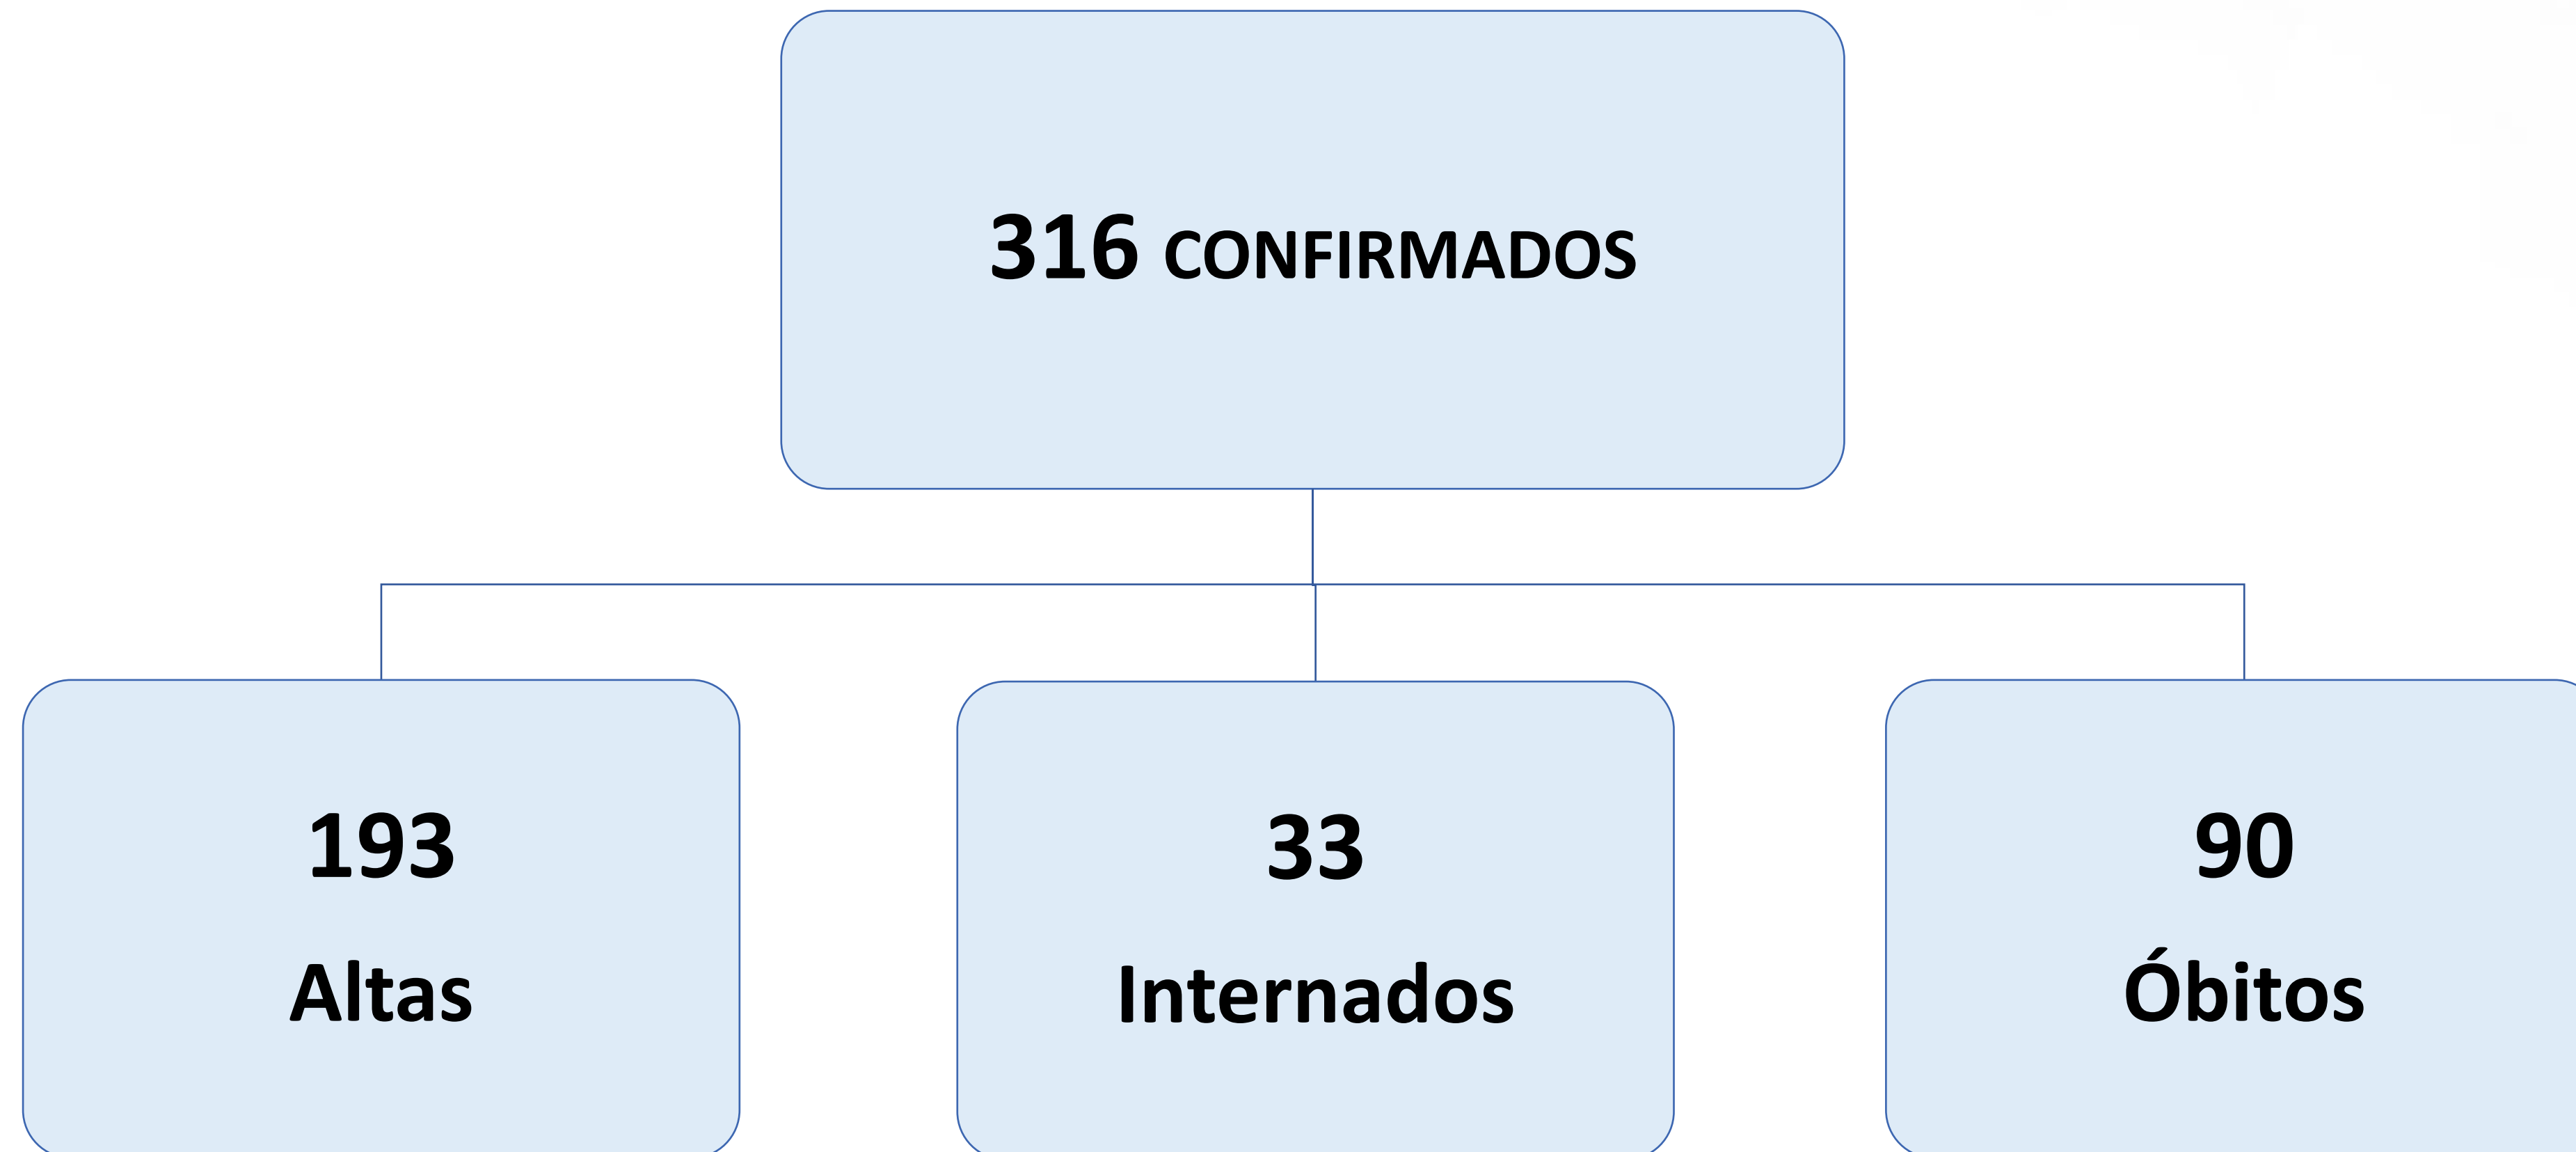 316 CONFIRMADOS
193
Altas
33
Internados
90
Óbitos